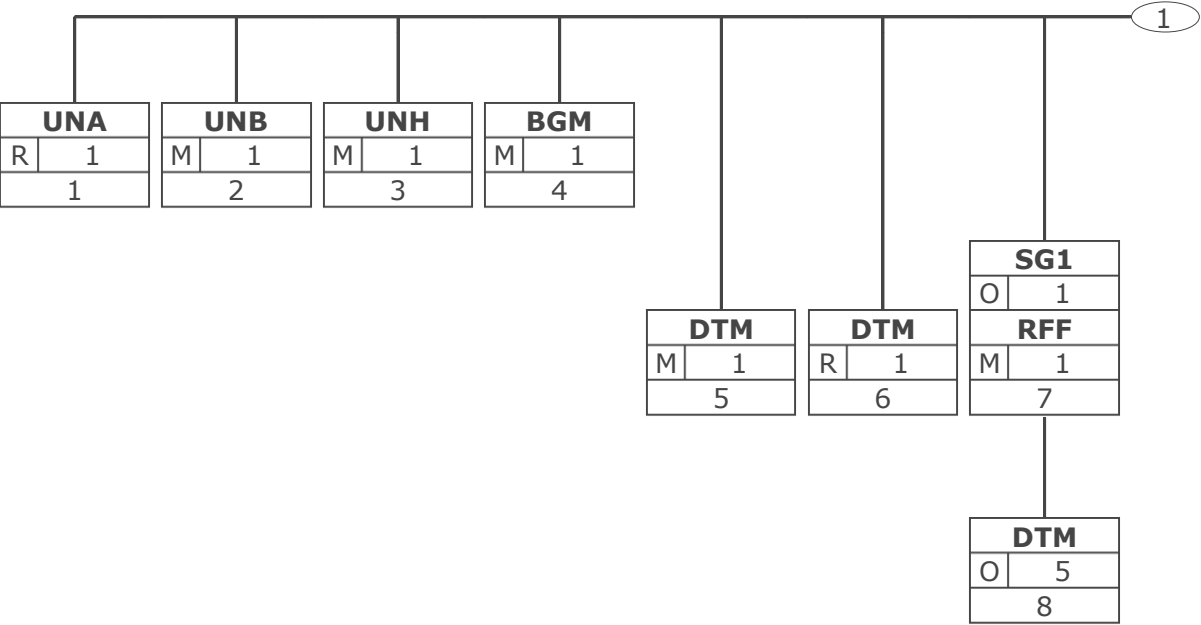 1
UNA UNB UNH BGM
R 1 M 1 M 1 M 1
1 2 3 4
SG1
O 1
DTM DTM RFF
M 1 R 1 M 1
5 6 7
DTM
O 5
8